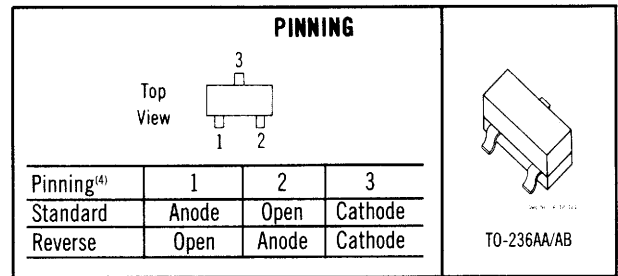 PINNING
3
Top
View
1 2
Pinning(4) 1 2 3
Standard Anode Open Cathode
Reverse Open Anode Cathode
TO-236AA/AB